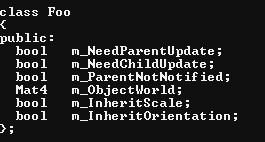 class Foo
{
public:
  bool   m_NeedParentUpdate;
  bool   m_NeedChildUpdate;
  bool   m_ParentNotNotified;
  Mat4   m_ObjectWorld;
  bool   m_InheritScale;
  bool   m_InheritOrientation;
};